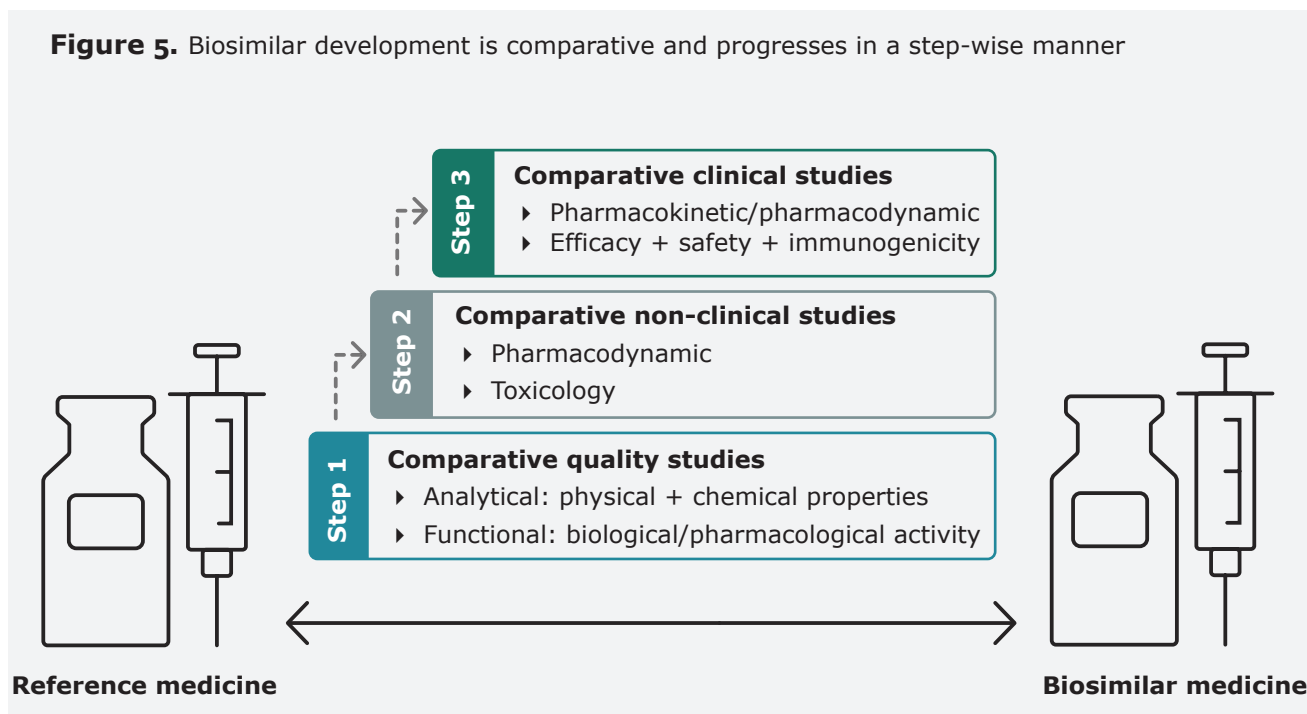 Figure 5. Biosimilar development is comparative and progresses in a step-wise manner
Step 3
Comparative clinical studies
‣ Pharmacokinetic/pharmacodynamic
‣ Efficacy + safety + immunogenicity
Step 2
Comparative non-clinical studies
‣ Pharmacodynamic
‣ Toxicology
Step 1
Comparative quality studies
‣ Analytical: physical + chemical properties
‣ Functional: biological/pharmacological activity
Reference medicine
Biosimilar medicine